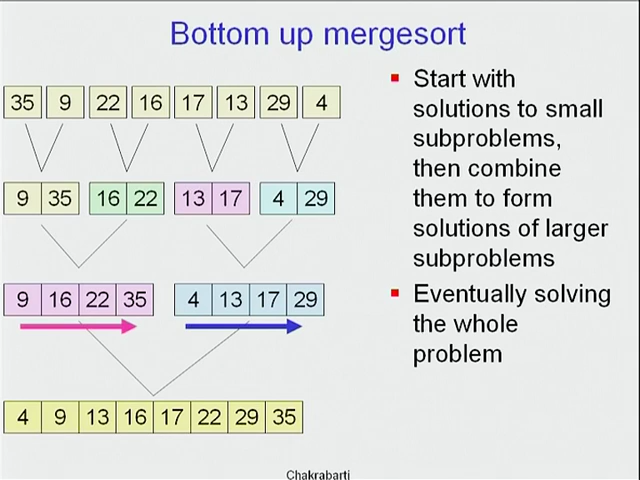 Bottom up mergesort
35 9 22 16 17 13 29 4
9 35 16 22 13 17 4 29
9 16 22 35 4 13 17 29
4 9 13 16 17 22 29 35
Start with
solutions to small
subproblems,
then combine
them to form
solutions of larger
subproblems
Eventually solving
the whole
problem
Chakrabarti